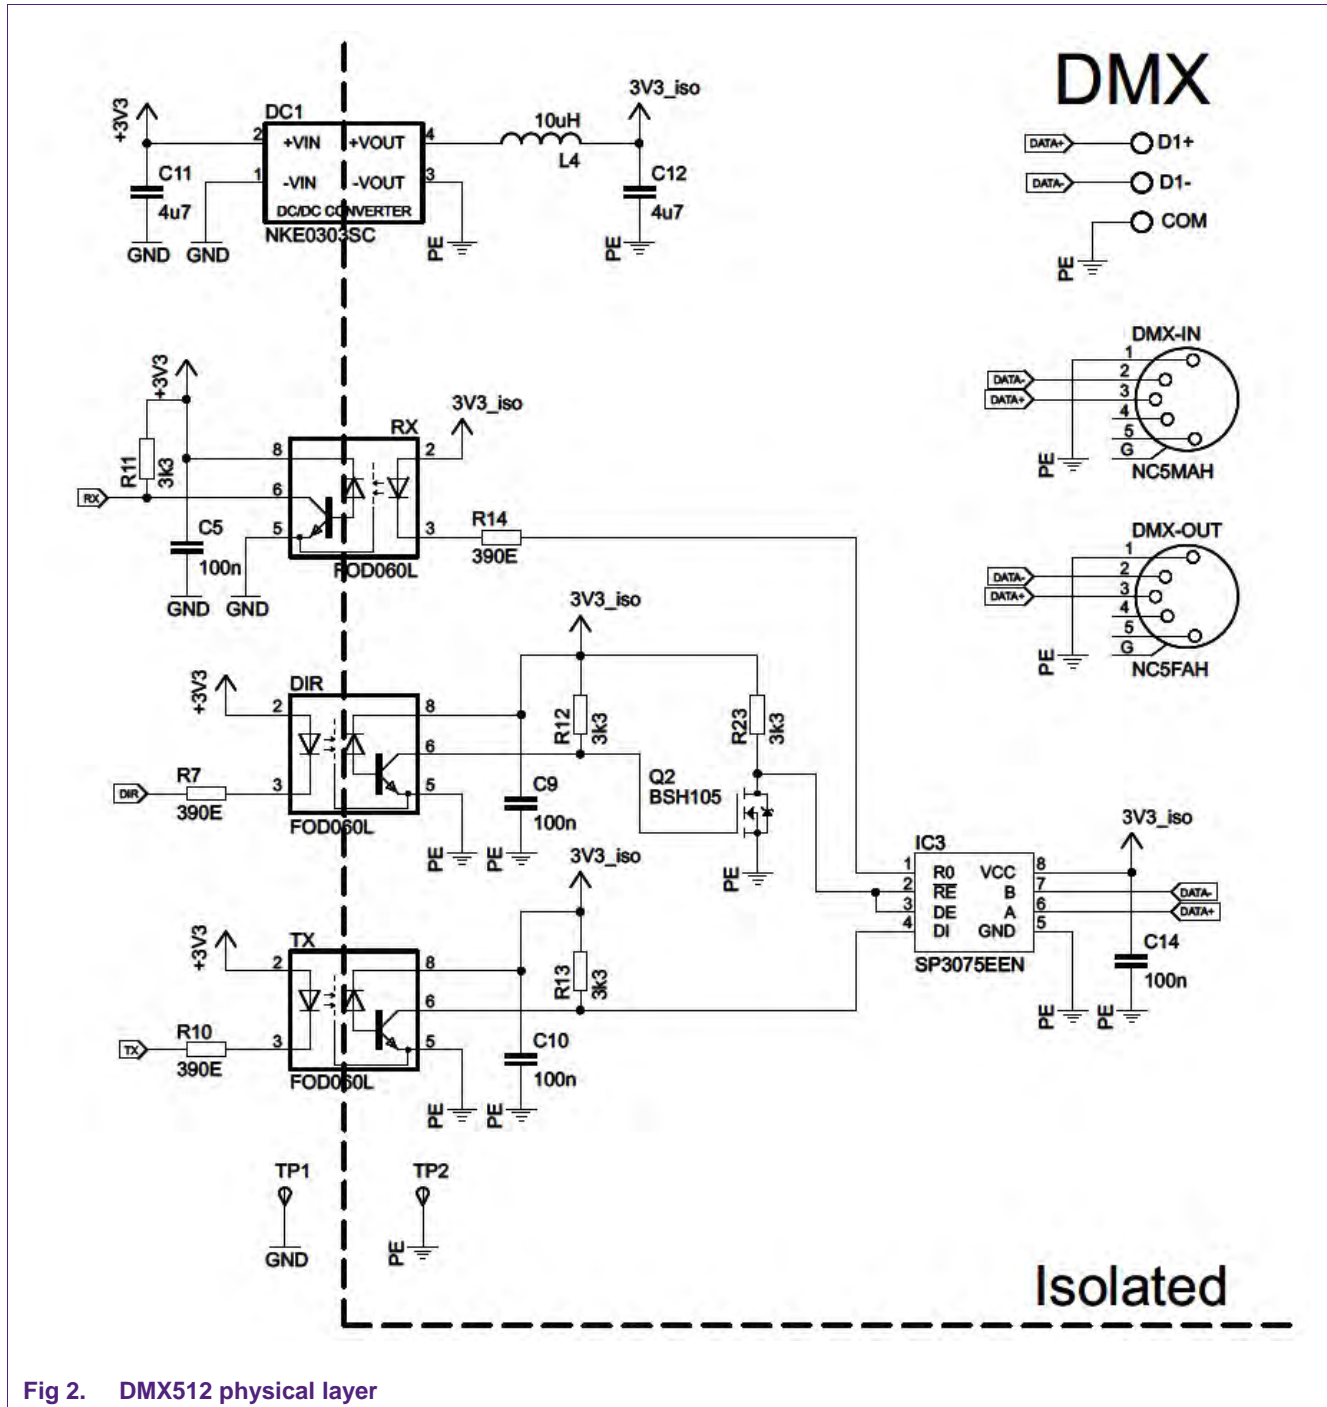 DMX
+3V3
DC1
2 +VIN +VOUT 4
1 -VIN -VOUT 3
DC/DC CONVERTER
NKE0303SC
C11
4u7
GND GND
10uH
L4
3V3_iso
C12
4u7
PE PE
DATA+ D1+
DATA- D1-
COM
PE
DMX-IN
1
DATA- 2
DATA+ 3
4
5
G
PE
NC5MAH
+3V3
R11
3k3
RX
C5
100n
GND GND
RX
8 2
6
5 3
FOD060L
3V3_iso
R14
390E
DMX-OUT
1
DATA- 2
DATA+ 3
4
5
G
PE
NC5FAH
+3V3
DIR
2 8
6
3 5
FOD060L
DIR
R7
390E
3V3_iso
R12
3k3
R23
3k3
C9
100n
PE PE
Q2
BSH105
PE
3V3_iso
IC3
1 R0 VCC 8
2 RE B 7
3 DE A 6
4 DI GND 5
SP3075EEN
3V3_iso
DATA-
DATA+
C14
100n
PE PE
+3V3
TX
2 8
6
3 5
FOD060L
TX
R10
390E
R13
3k3
C10
100n
PE PE
TP1
GND
TP2
PE
Isolated
Fig 2. DMX512 physical layer